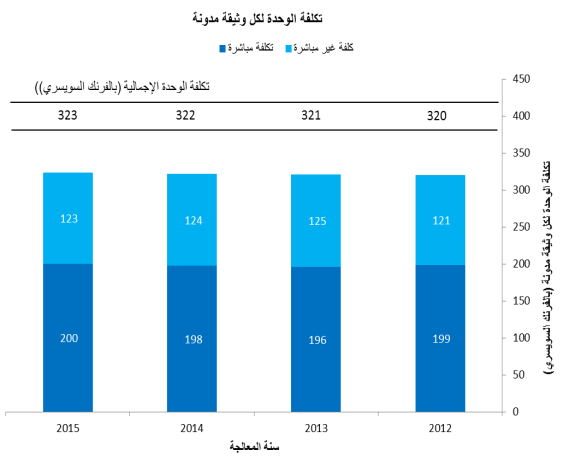 تكلفة الوحدة لكل وثيقة مدونة
كلفة غير مباشرة تكلفة مباشرة
تكلفة الوحدة الإجمالية (بالفرنك السويسري))
320 321 322 323
450
400
350
300
250
200
150
100
50
0
تكلفة الوحدة لكل وثيقة مدونة (بالفرنك السويسري)
121 125 124 123
199 196 198 200
2012 2013 2014 2015
سنة المعالجة